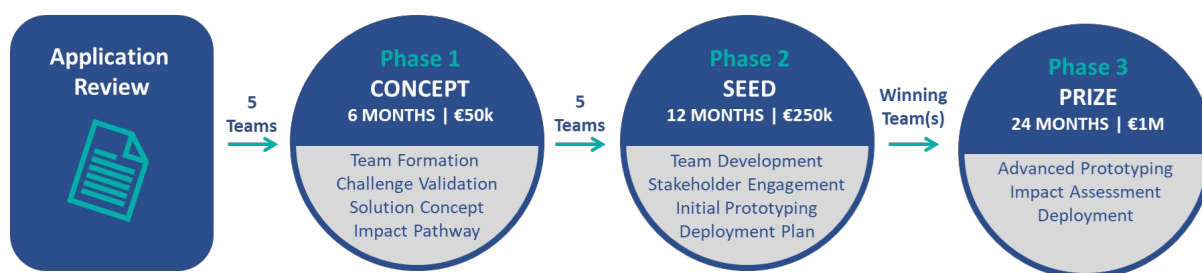 Application
Review
5
Teams
Phase 1
CONCEPT
6 MONTHS | €50k
Team Formation
Challenge Validation
Solution Concept
Impact Pathway
5
Teams
Phase 2
SEED
12 MONTHS | €250k
Team Development
Stakeholder Engagement
Initial Prototyping
Deployment Plan
Winning
Team(s)
Phase 3
PRIZE
24 MONTHS | €1M
Advanced Prototyping
Impact Assessment
Deployment